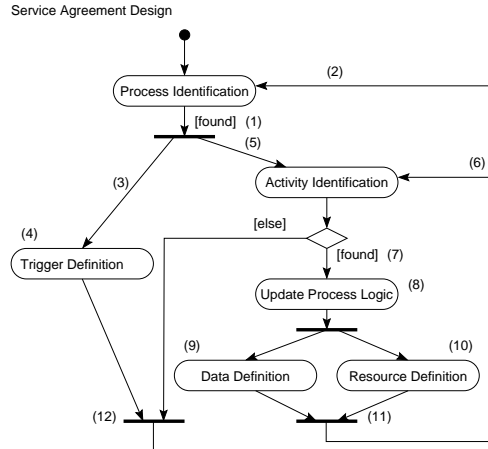 Service Agreement Design
(2)
Process Identification
[found] (1)
(5)
(6)
(3)
Activity Identification
(4)
[else]
[found] (7)
Trigger Definition
(8)
Update Process Logic
(9)
(10)
Data Definition
Resource Definition
(12)
(11)